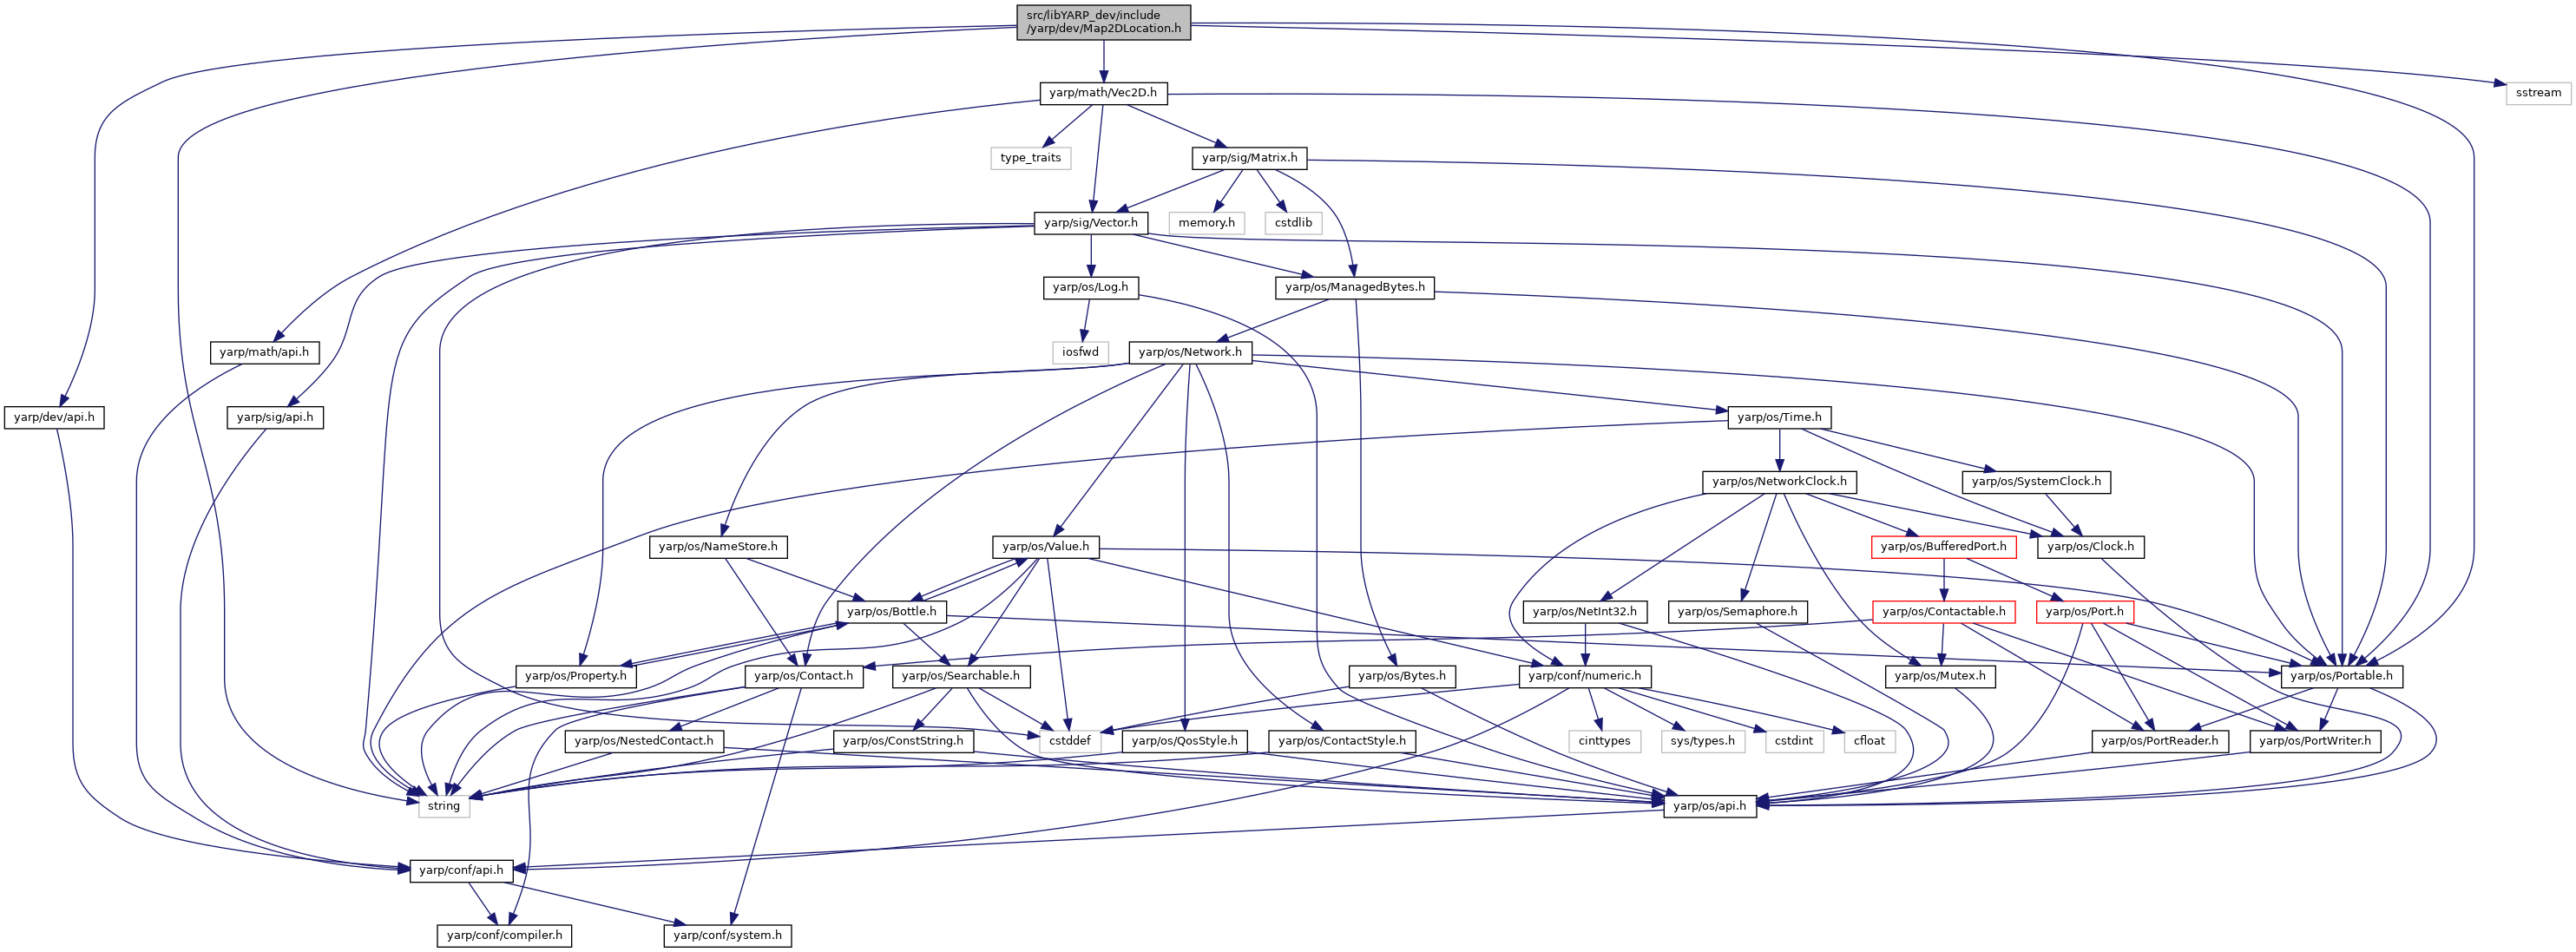 src/libYARP_dev/include
/yarp/dev/Map2DLocation.h
yarp/math/Vec2D.h
sstream
type_traits
yarp/sig/Matrix.h
yarp/sig/Vector.h
memory.h
cstdlib
yarp/os/Log.h
yarp/os/ManagedBytes.h
yarp/math/api.h
iosfwd
yarp/os/Network.h
yarp/dev/api.h
yarp/sig/api.h
yarp/os/Time.h
yarp/os/NetworkClock.h
yarp/os/SystemClock.h
yarp/os/NameStore.h
yarp/os/Value.h
yarp/os/BufferedPort.h
yarp/os/Clock.h
yarp/os/Bottle.h
yarp/os/NetInt32.h
yarp/os/Semaphore.h
yarp/os/Contactable.h
yarp/os/Port.h
yarp/os/Property.h
yarp/os/Contact.h
yarp/os/Searchable.h
yarp/os/Bytes.h
yarp/conf/numeric.h
yarp/os/Mutex.h
yarp/os/Portable.h
yarp/os/NestedContact.h
yarp/os/ConstString.h
cstddef
yarp/os/QosStyle.h
yarp/os/ContactStyle.h
cinttypes
sys/types.h
cstdint
cfloat
yarp/os/PortReader.h
yarp/os/PortWriter.h
string
yarp/os/api.h
yarp/conf/api.h
yarp/conf/compiler.h
yarp/conf/system.h